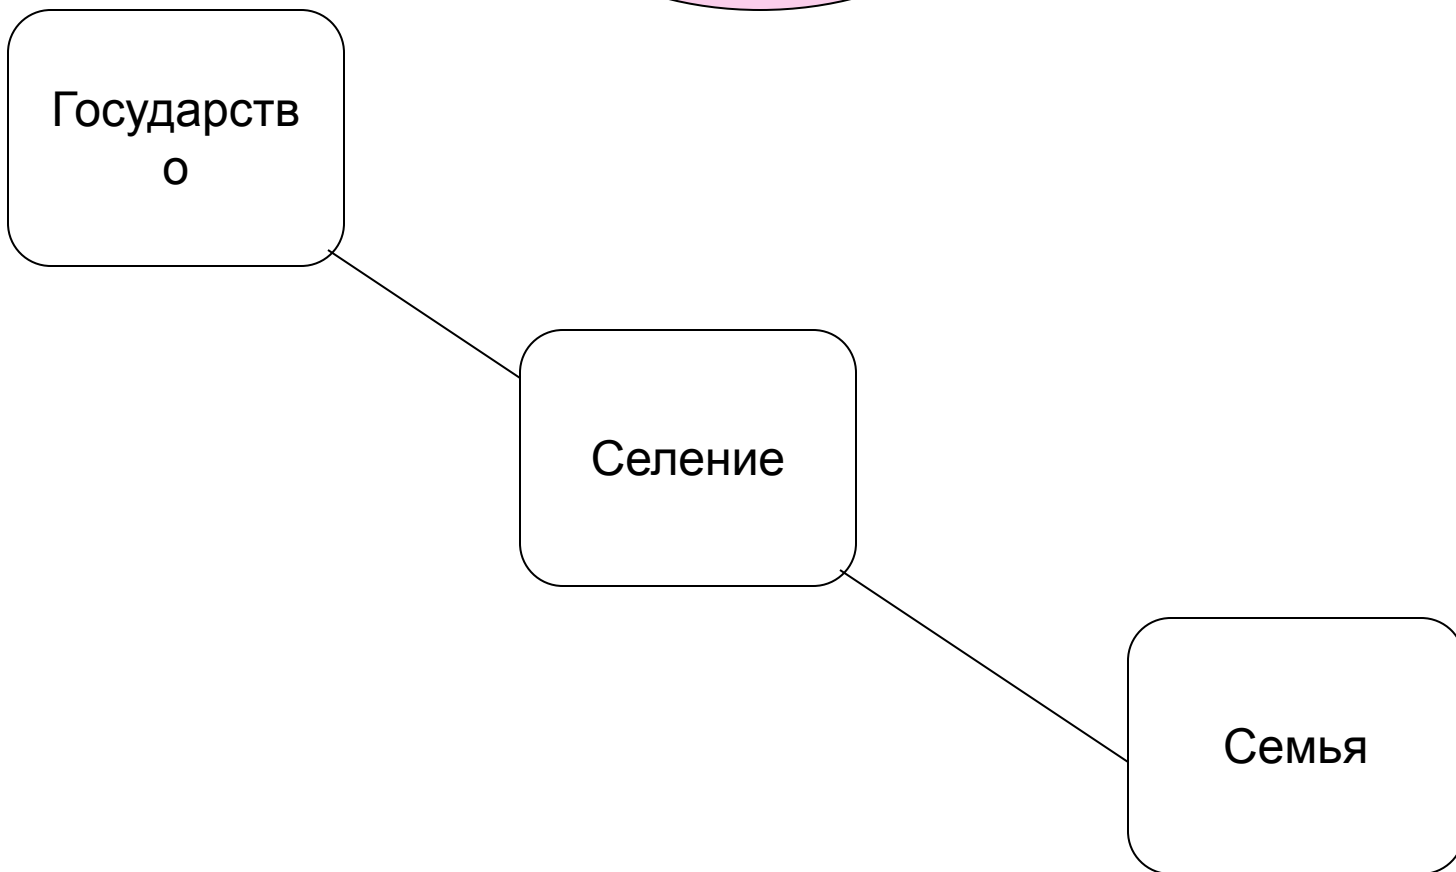 Государств
о
Селение
Семья